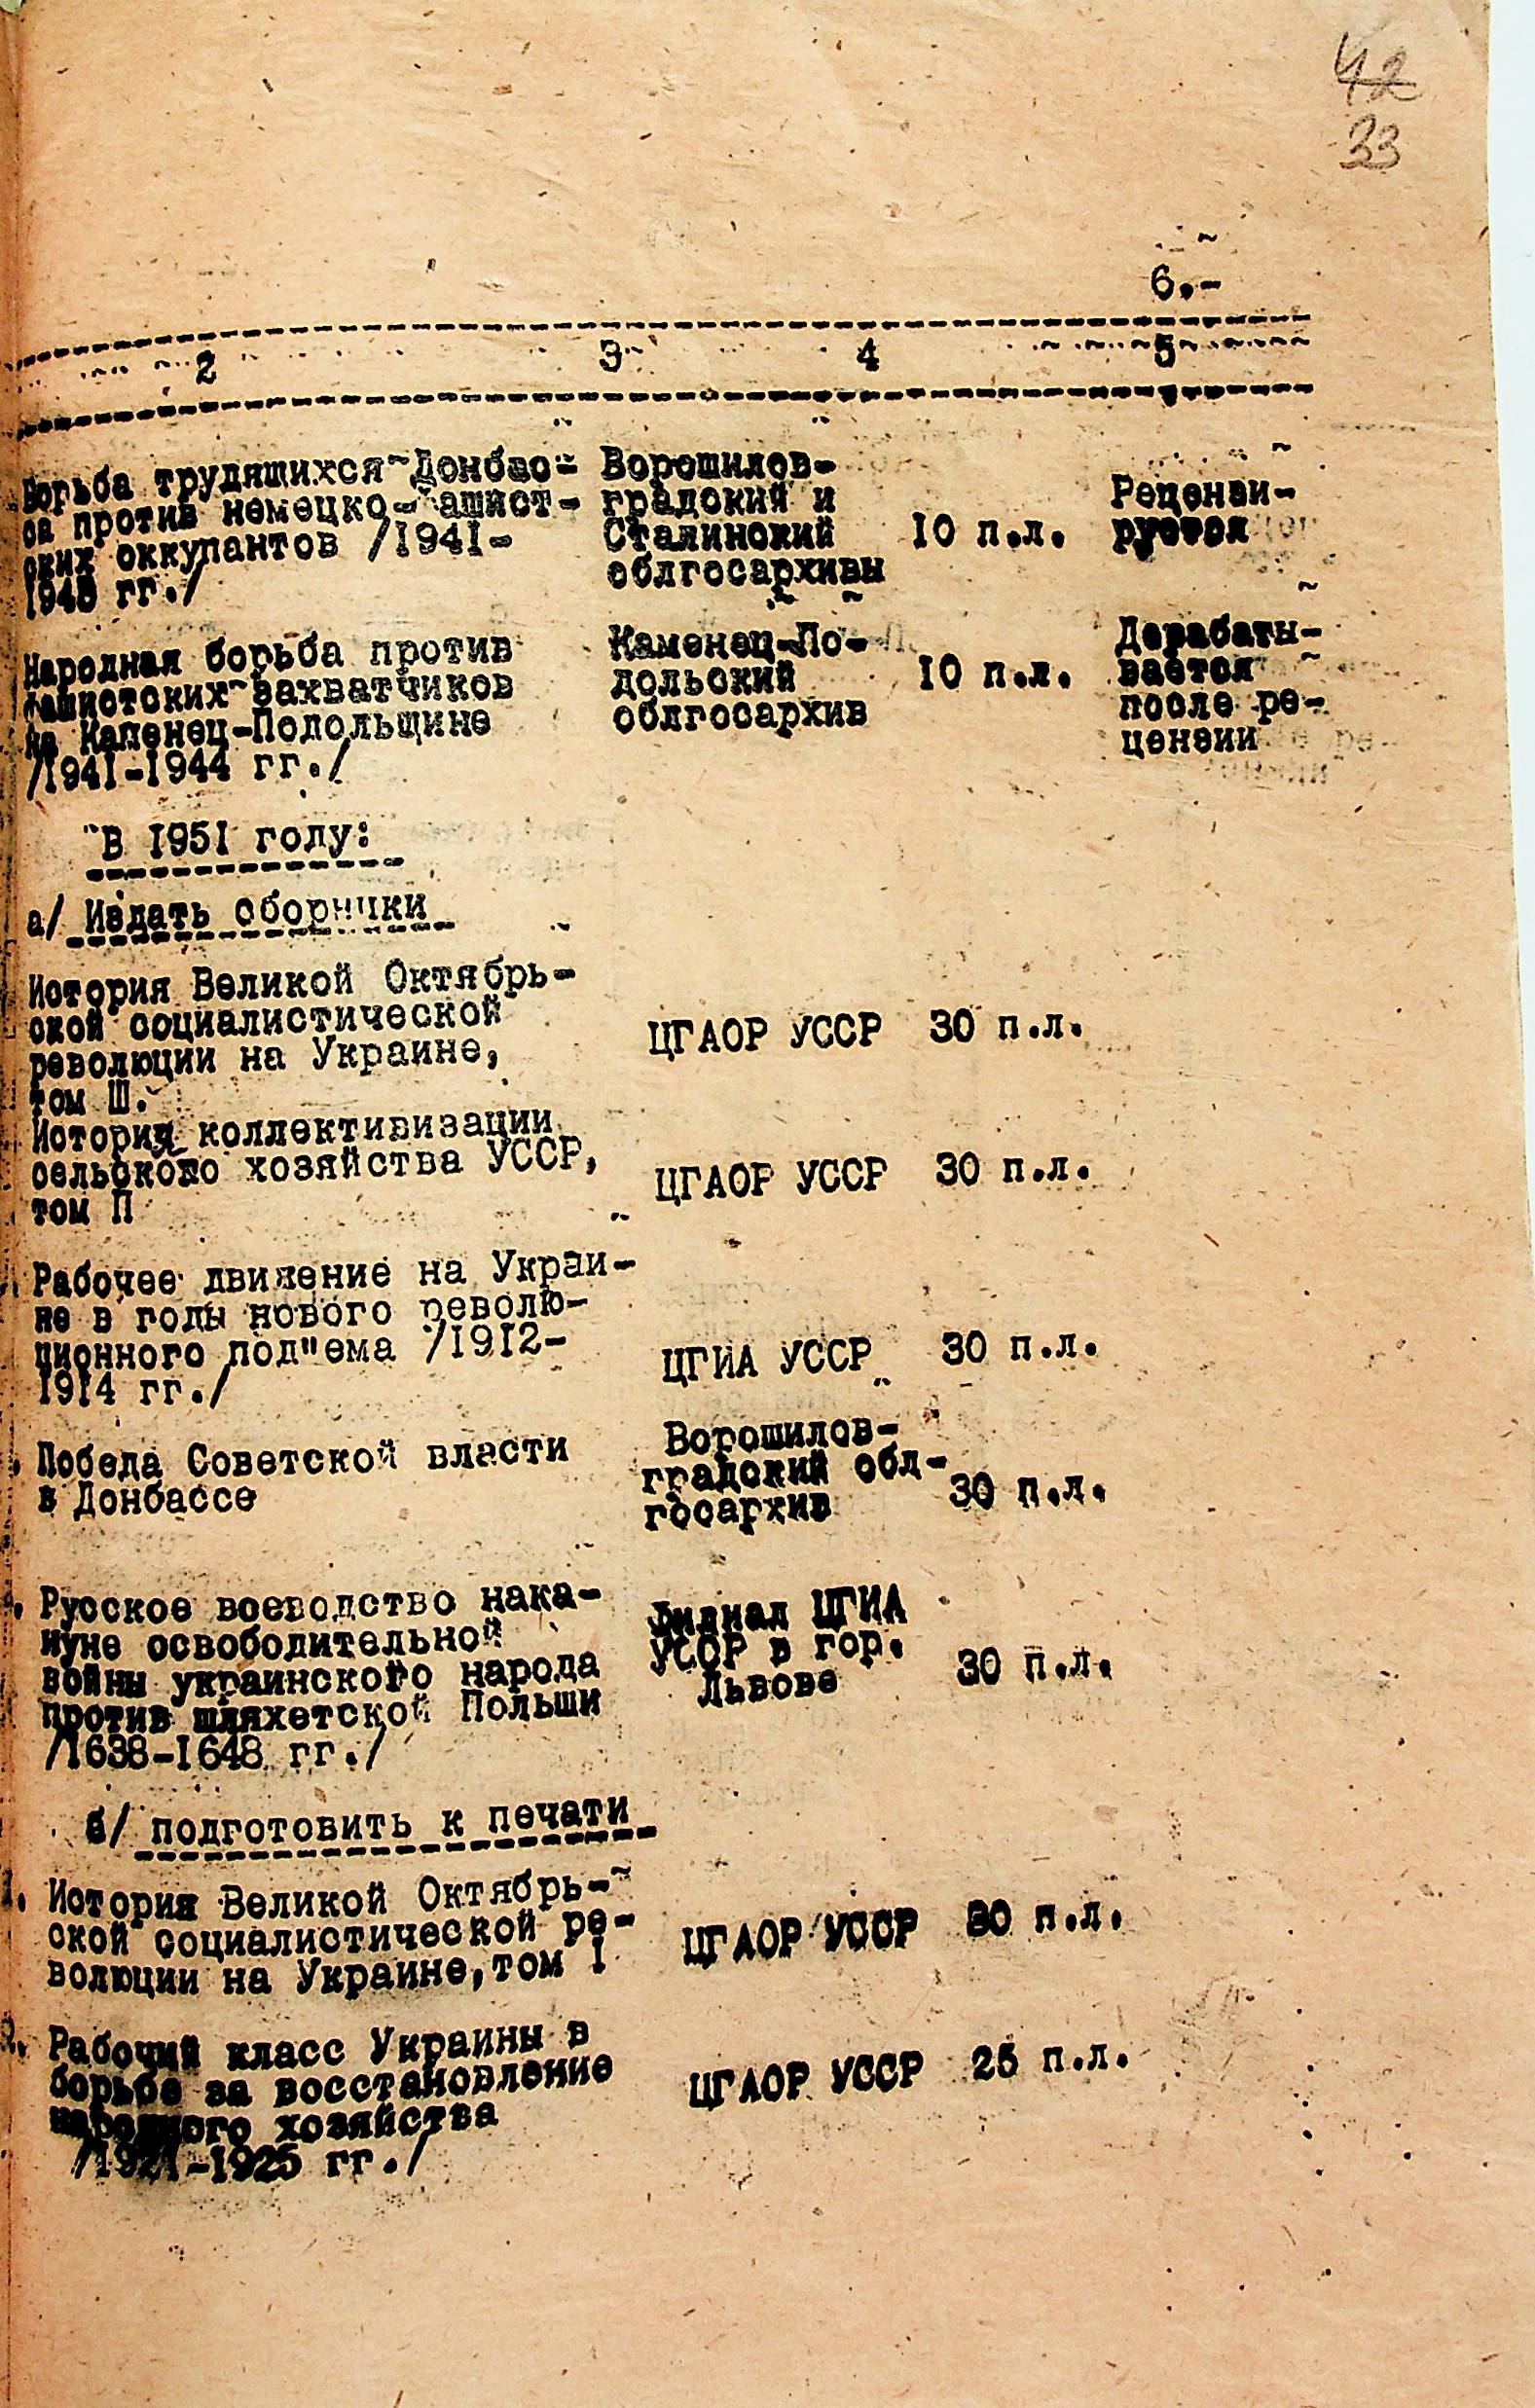 42
33
6.-
2 3 4 5
Борьба трудящихся Донбас-
са против немецко-фашист-
ских оккупантов /1941-
1943 гг./
Ворошилов-
градский и
Сталинский
облгосархивы
10 п.л.
Рецензи-
руется
Народная борьба против
фашистских захватчиков
на Капенец-Подольщине
/1941-1944 гг./
Каменец-По-
дольский
облгосархив
10 п.л.
Дорабаты-
вается
после ре-
цензии
В 1951 году:
а/ Издать сборники
История Великой Октябрь-
ской социалистической
революции на Украине,
том Ш.
ЦГАОР УССР 30 п.л.
История коллективизации
сельского хозяйства УССР,
том П
ЦГАОР УССР 30 п.л.
Рабочее движение на Украи-
не в годы нового револю-
ционного под"ема /1912-
1914 гг./
ЦГИА УССР 30 п.л.
Победа Советской власти
в Донбассе
Ворошилов-
градский обл-
госархив
30 п.л.
Русское воеводство нака-
нуне освободительной
войны украинского народа
против шляхетской Польши
/1638-1648 гг./
Филиал ЦГИА
УССР в гор.
Львове
30 п.л.
б/ подготовить к печати
1. История Великой Октябрь-
ской социалистической ре-
волюции на Украине, том I
ЦГАОР УССР 30 п.л.
2. Рабочий класс Украины в
борьбе за восстановление
народного хозяйства
/1921-1925 гг./
ЦГАОР УССР 25 п.л.